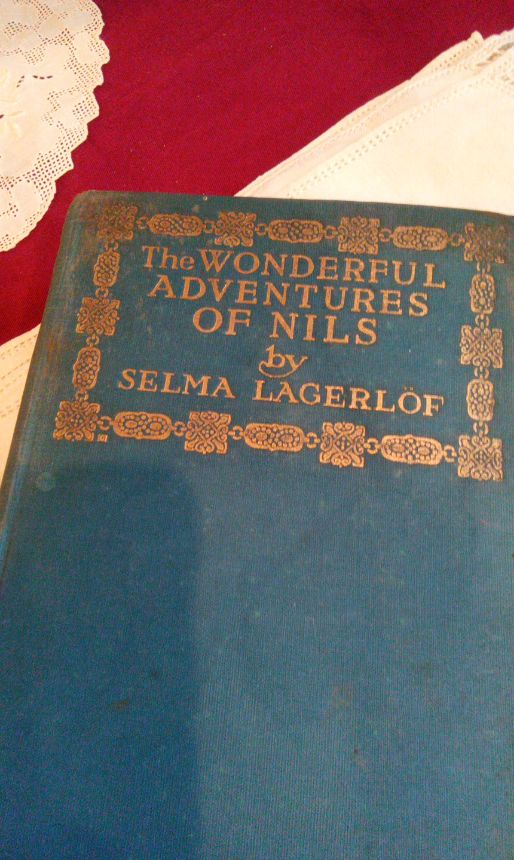 The WONDERFUL
ADVENTURES
OF NILS
by
SELMA LAGERLÖF